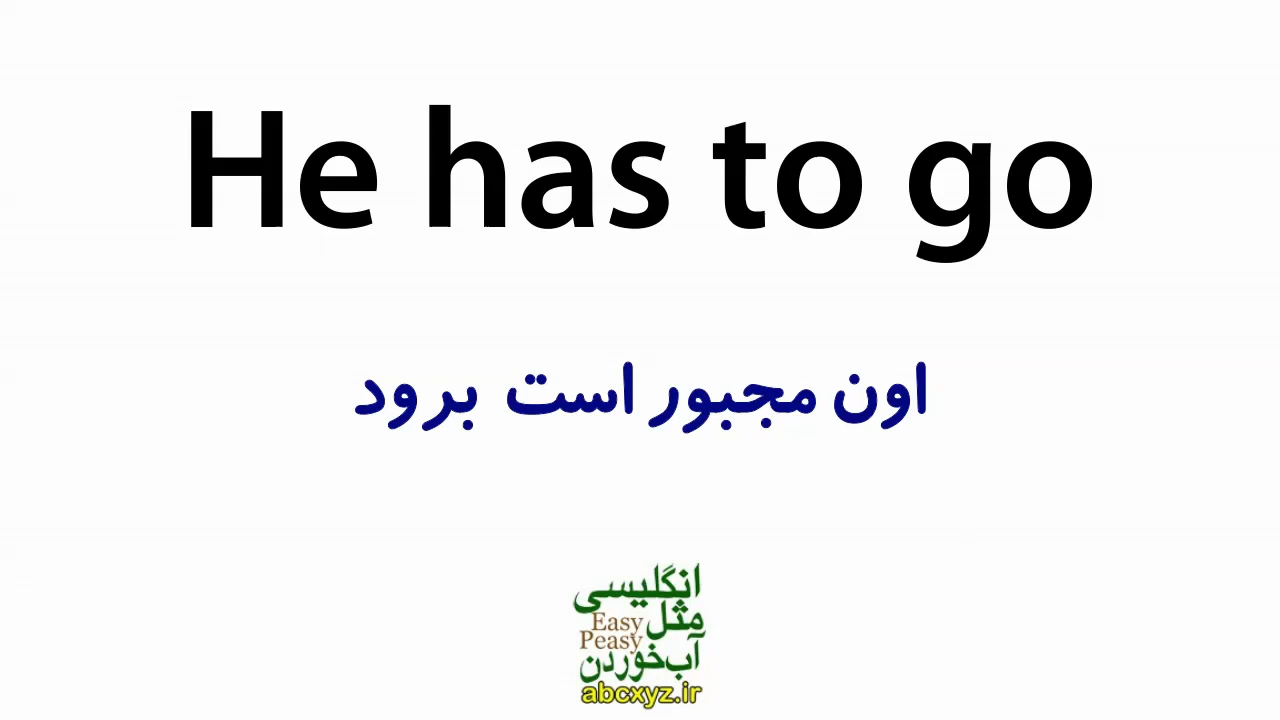 He has to go
اون مجبور است برود
انگلیسی
مثل
Easy
Peasy
آب‌خوردن
abcxyz.ir